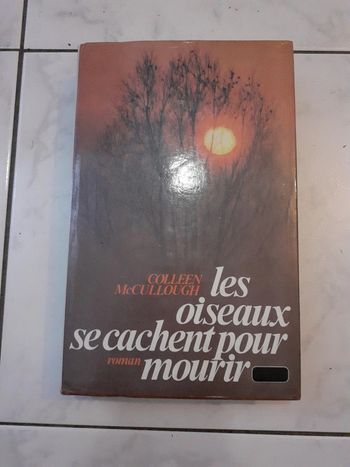 COLLEEN
McCULLOUGH
les
oiseaux
se cachent pour
roman
mourir